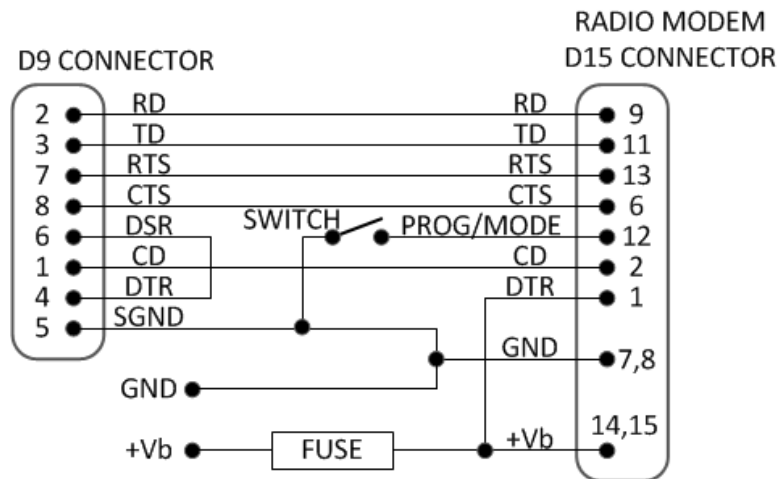 RADIO MODEM
D9 CONNECTOR D15 CONNECTOR
2 RD RD 9
3 TD TD 11
7 RTS RTS 13
8 CTS CTS 6
6 DSR SWITCH PROG/MODE 12
1 CD CD 2
4 DTR DTR 1
5 SGND
GND 7,8
GND
14,15
+Vb FUSE +Vb